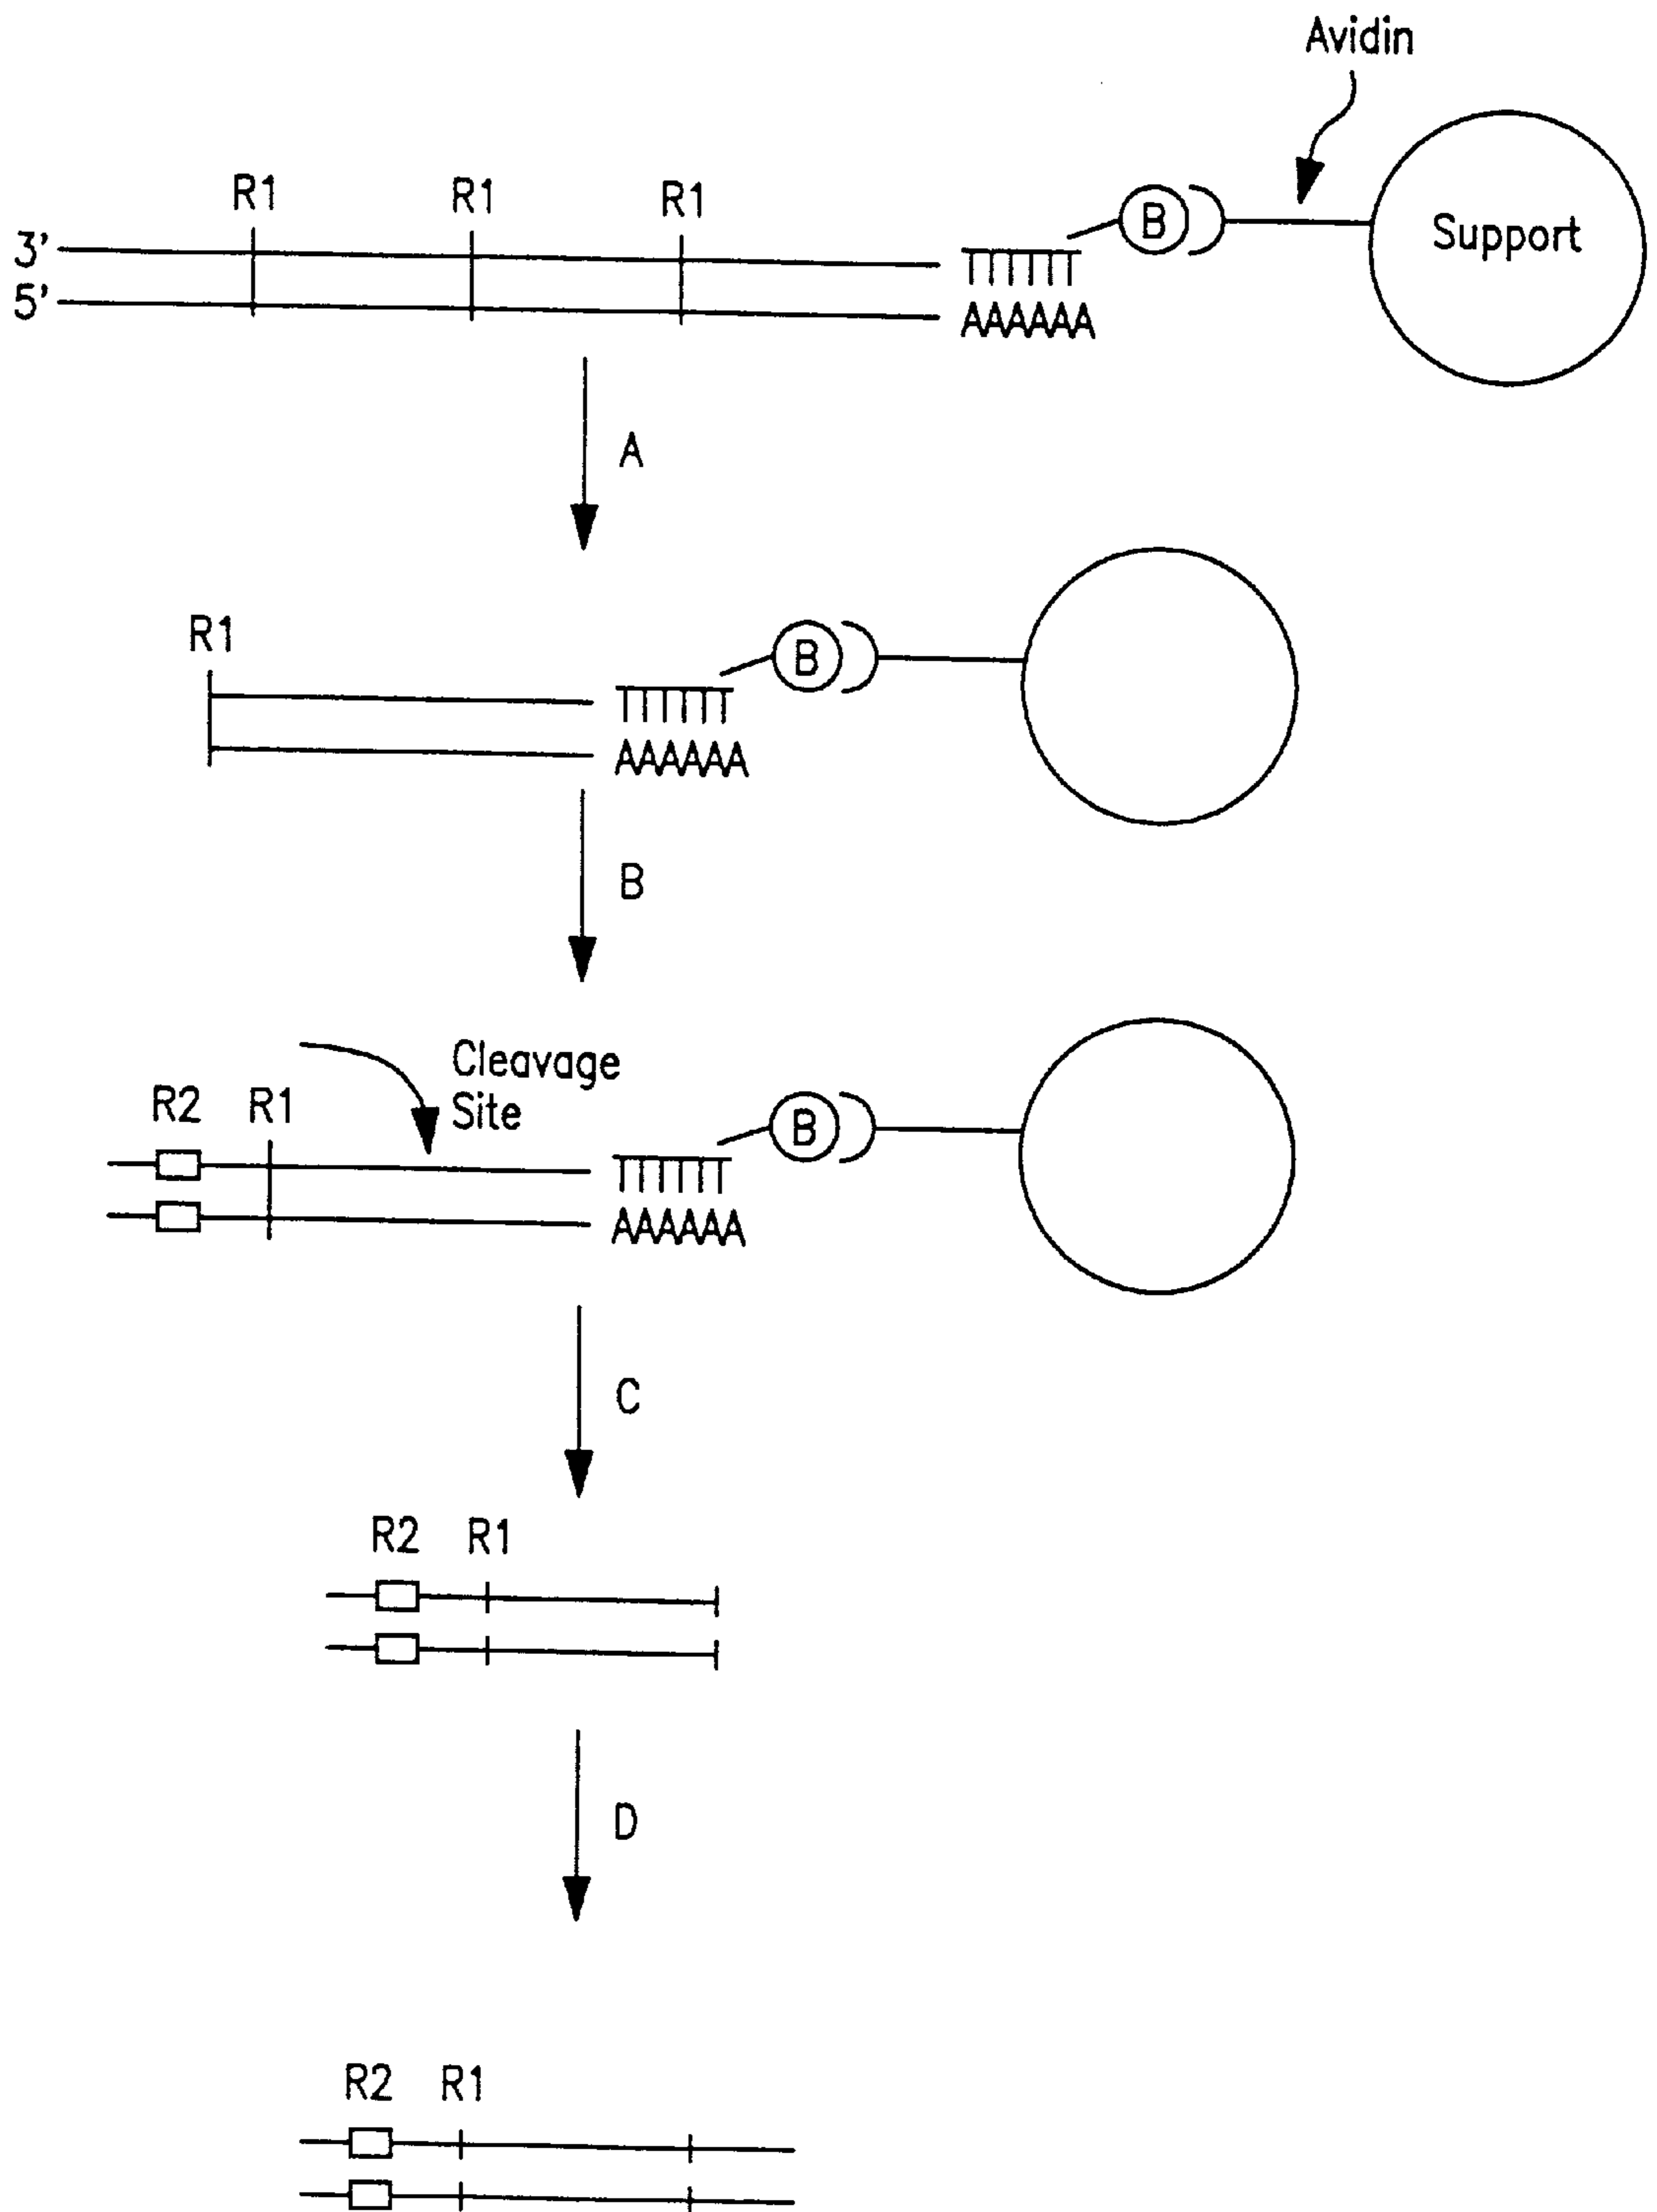 Avidin
R1 R1 R1
3'
5'
B
Support
TTTTTT
AAAAAA
A
R1
B
TTTTTT
AAAAAA
B
Cleavage
Site
R2 R1
B
TTTTTT
AAAAAA
C
R2 R1
D
R2 R1